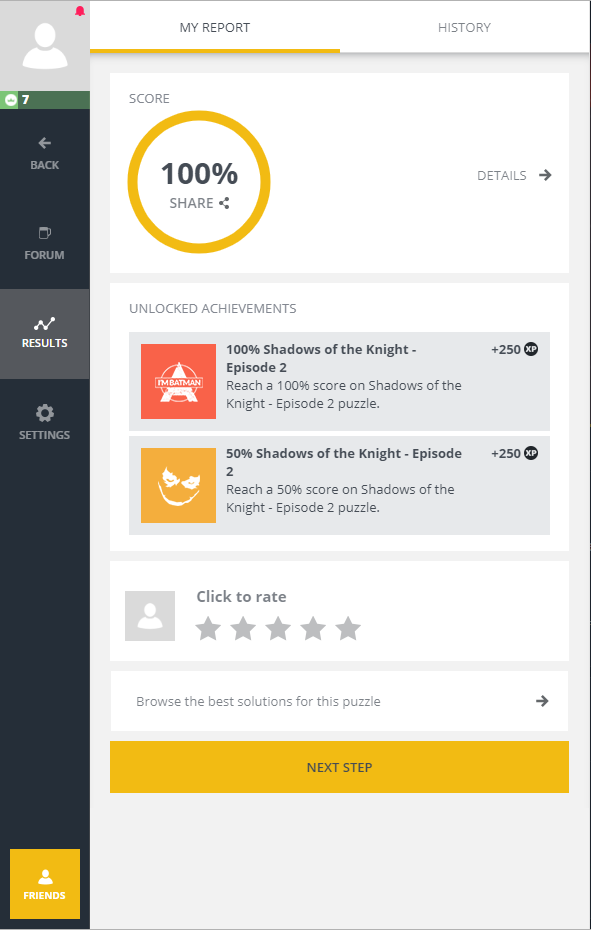 MY REPORT
HISTORY
7
BACK
FORUM
RESULTS
SETTINGS
FRIENDS
SCORE
100%
SHARE
DETAILS
UNLOCKED ACHIEVEMENTS
I'M BATMAN
100% Shadows of the Knight -
Episode 2
Reach a 100% score on Shadows of the
Knight - Episode 2 puzzle.
+250 XP
50% Shadows of the Knight - Episode
2
Reach a 50% score on Shadows of the
Knight - Episode 2 puzzle.
+250 XP
Click to rate
Browse the best solutions for this puzzle
NEXT STEP